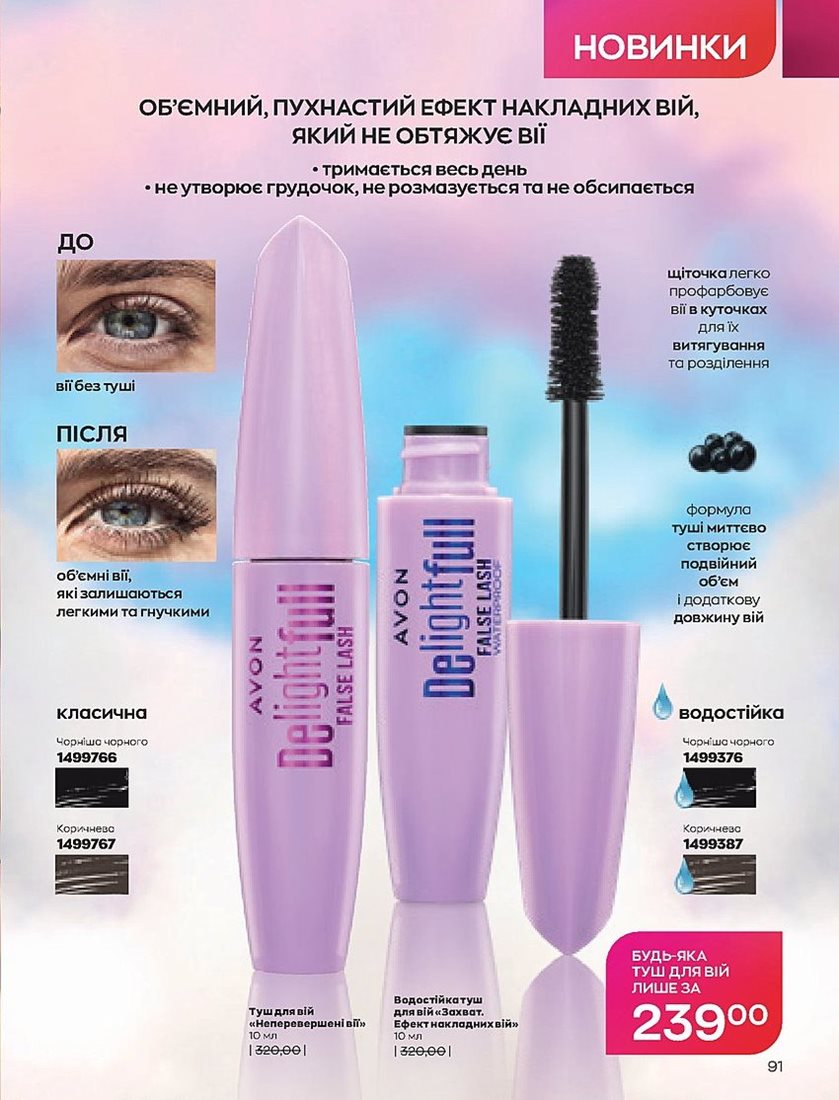 НОВИНКИ
ОБ'ЄМНИЙ, ПУХНАСТИЙ ЕФЕКТ НАКЛАДНИХ ВІЙ,
ЯКИЙ НЕ ОБТЯЖУЄ ВІЇ
• тримається весь день
• не утворює грудочок, не розмазується та не обсипається
ДО
вії без туші
ПІСЛЯ
об'ємні вії,
які залишаються
легкими та гнучкими
щіточка легко
профарбовує
вії в куточках
для їх
витягування
та розділення
формула
туші миттєво
створює
подвійний
об'єм
і додаткову
довжину вій
AVON
Delightfull
FALSE LASH
AVON
Delightfull
FALSE LASH
WATERPROOF
класична
Чорніша чорного
1499766
Коричнева
1499767
водостійка
Чорніша чорного
1499376
Коричнева
1499387
Туш для вій
«Неперевершені вії»
10 мл
| 320,00 |
Водостійка туш
для вій «Захват.
Ефект накладних вій»
10 мл
| 320,00 |
БУДЬ-ЯКА
ТУШ ДЛЯ ВІЙ
ЛИШЕ ЗА
239⁰⁰
91